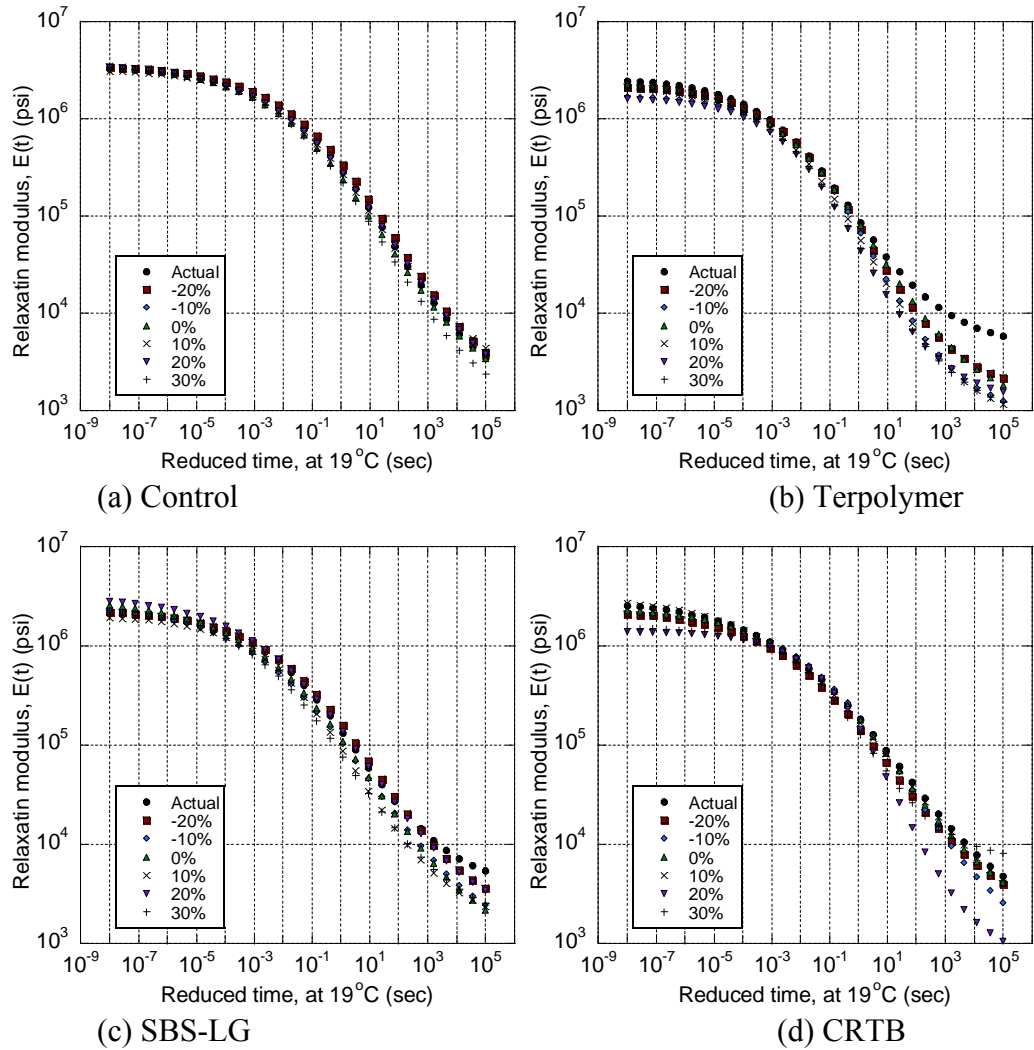 10^7
10^6
10^5
10^4
10^3
Relaxatin modulus, E(t) (psi)
Actual
-20%
-10%
0%
10%
20%
30%
10^-9 10^-7 10^-5 10^-3 10^-1 10^1 10^3 10^5
Reduced time, at 19°C (sec)
(a) Control
10^7
10^6
10^5
10^4
10^3
Relaxatin modulus, E(t) (psi)
Actual
-20%
-10%
0%
10%
20%
30%
10^-9 10^-7 10^-5 10^-3 10^-1 10^1 10^3 10^5
Reduced time, at 19°C (sec)
(b) Terpolymer
10^7
10^6
10^5
10^4
10^3
Relaxatin modulus, E(t) (psi)
Actual
-20%
-10%
0%
10%
20%
30%
10^-9 10^-7 10^-5 10^-3 10^-1 10^1 10^3 10^5
Reduced time, at 19°C (sec)
(c) SBS-LG
10^7
10^6
10^5
10^4
10^3
Relaxatin modulus, E(t) (psi)
Actual
-20%
-10%
0%
10%
20%
30%
10^-9 10^-7 10^-5 10^-3 10^-1 10^1 10^3 10^5
Reduced time, at 19°C (sec)
(d) CRTB